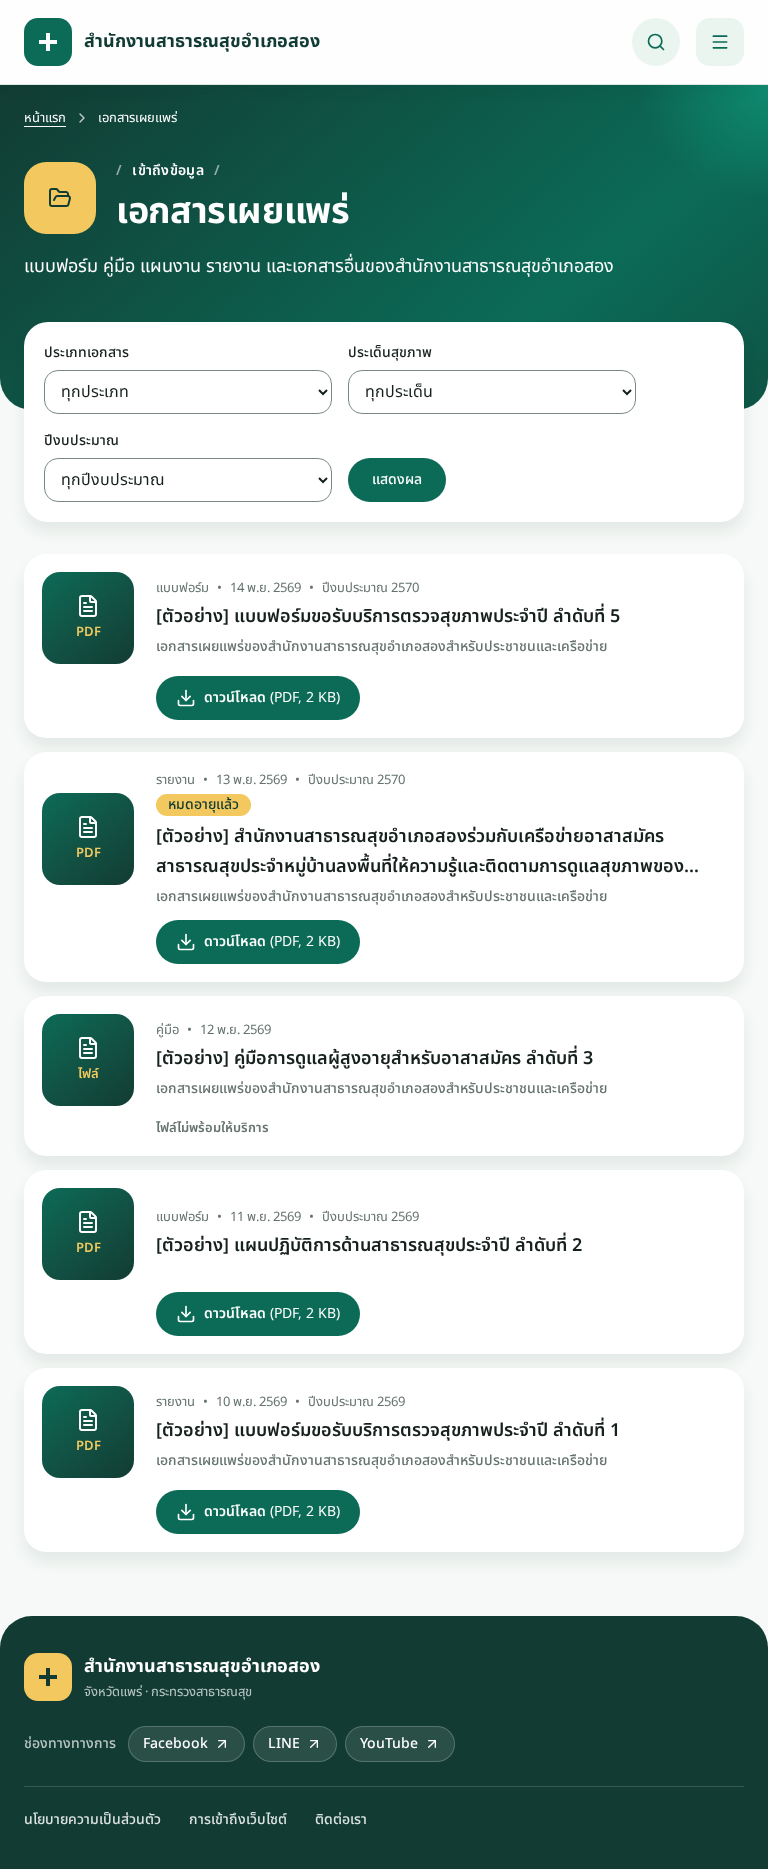 สำนักงานสาธารณสุขอำเภอสอง
หน้าแรก > เอกสารเผยแพร่
/ เข้าถึงข้อมูล /
เอกสารเผยแพร่
แบบฟอร์ม คู่มือ แผนงาน รายงาน และเอกสารอื่นของสำนักงานสาธารณสุขอำเภอสอง
ประเภทเอกสาร
ประเด็นสุขภาพ
ทุกประเภท
ทุกประเด็น
ปีงบประมาณ
ทุกปีงบประมาณ
แสดงผล
แบบฟอร์ม • 14 พ.ย. 2569 • ปีงบประมาณ 2570
PDF
[ตัวอย่าง] แบบฟอร์มขอรับบริการตรวจสุขภาพประจำปี ลำดับที่ 5
เอกสารเผยแพร่ของสำนักงานสาธารณสุขอำเภอสองสำหรับประชาชนและเครือข่าย
ดาวน์โหลด (PDF, 2 KB)
รายงาน • 13 พ.ย. 2569 • ปีงบประมาณ 2570
หมดอายุแล้ว
PDF
[ตัวอย่าง] สำนักงานสาธารณสุขอำเภอสองร่วมกับเครือข่ายอาสาสมัคร
สาธารณสุขประจำหมู่บ้านลงพื้นที่ให้ความรู้และติดตามการดูแลสุขภาพของ...
เอกสารเผยแพร่ของสำนักงานสาธารณสุขอำเภอสองสำหรับประชาชนและเครือข่าย
ดาวน์โหลด (PDF, 2 KB)
คู่มือ • 12 พ.ย. 2569
ไฟล์
[ตัวอย่าง] คู่มือการดูแลผู้สูงอายุสำหรับอาสาสมัคร ลำดับที่ 3
เอกสารเผยแพร่ของสำนักงานสาธารณสุขอำเภอสองสำหรับประชาชนและเครือข่าย
ไฟล์ไม่พร้อมให้บริการ
แบบฟอร์ม • 11 พ.ย. 2569 • ปีงบประมาณ 2569
PDF
[ตัวอย่าง] แผนปฏิบัติการด้านสาธารณสุขประจำปี ลำดับที่ 2
ดาวน์โหลด (PDF, 2 KB)
รายงาน • 10 พ.ย. 2569 • ปีงบประมาณ 2569
PDF
[ตัวอย่าง] แบบฟอร์มขอรับบริการตรวจสุขภาพประจำปี ลำดับที่ 1
เอกสารเผยแพร่ของสำนักงานสาธารณสุขอำเภอสองสำหรับประชาชนและเครือข่าย
ดาวน์โหลด (PDF, 2 KB)
สำนักงานสาธารณสุขอำเภอสอง
จังหวัดแพร่ · กระทรวงสาธารณสุข
ช่องทางทางการ Facebook LINE YouTube
นโยบายความเป็นส่วนตัว การเข้าถึงเว็บไซต์ ติดต่อเรา